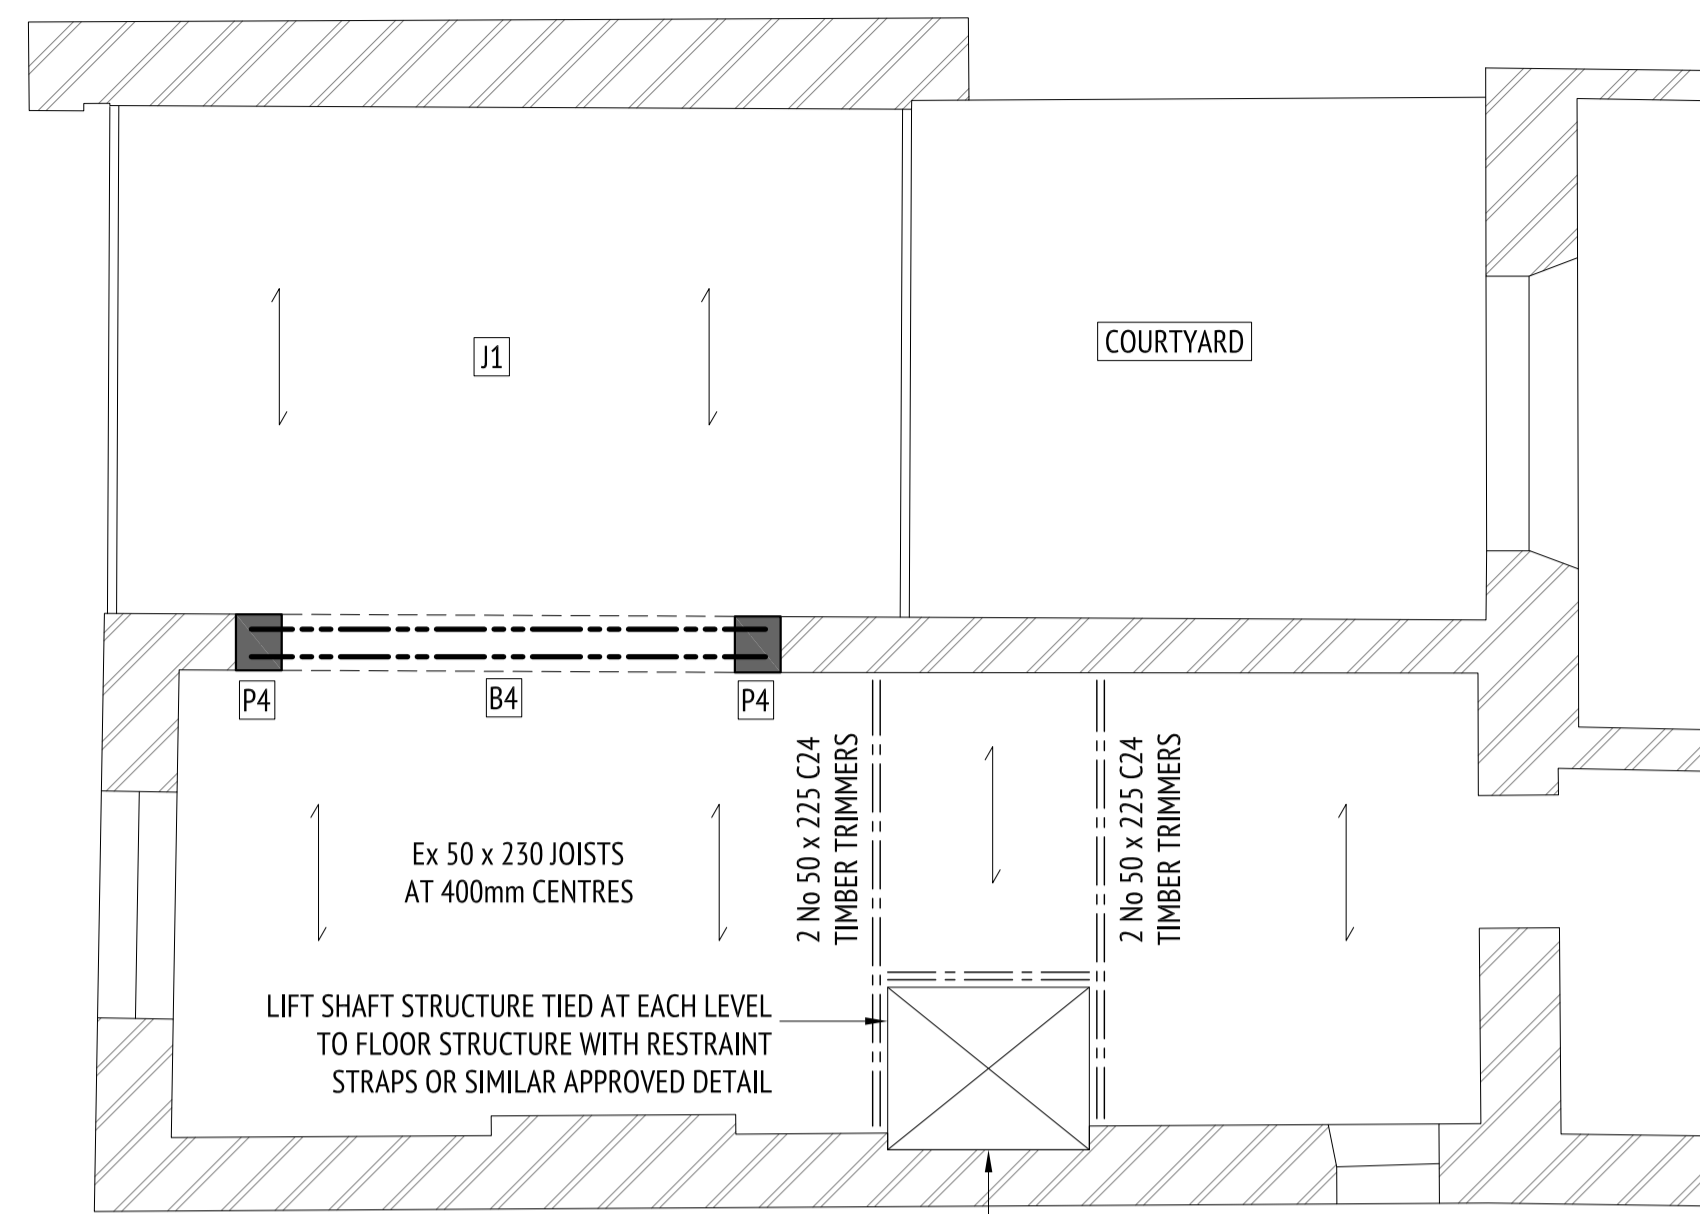 J1
COURTYARD
P4
B4
P4
2 No 50 x 225 C24
TIMBER TRIMMERS
2 No 50 x 225 C24
TIMBER TRIMMERS
Ex 50 x 230 JOISTS
AT 400mm CENTRES
LIFT SHAFT STRUCTURE TIED AT EACH LEVEL
TO FLOOR STRUCTURE WITH RESTRAINT
STRAPS OR SIMILAR APPROVED DETAIL